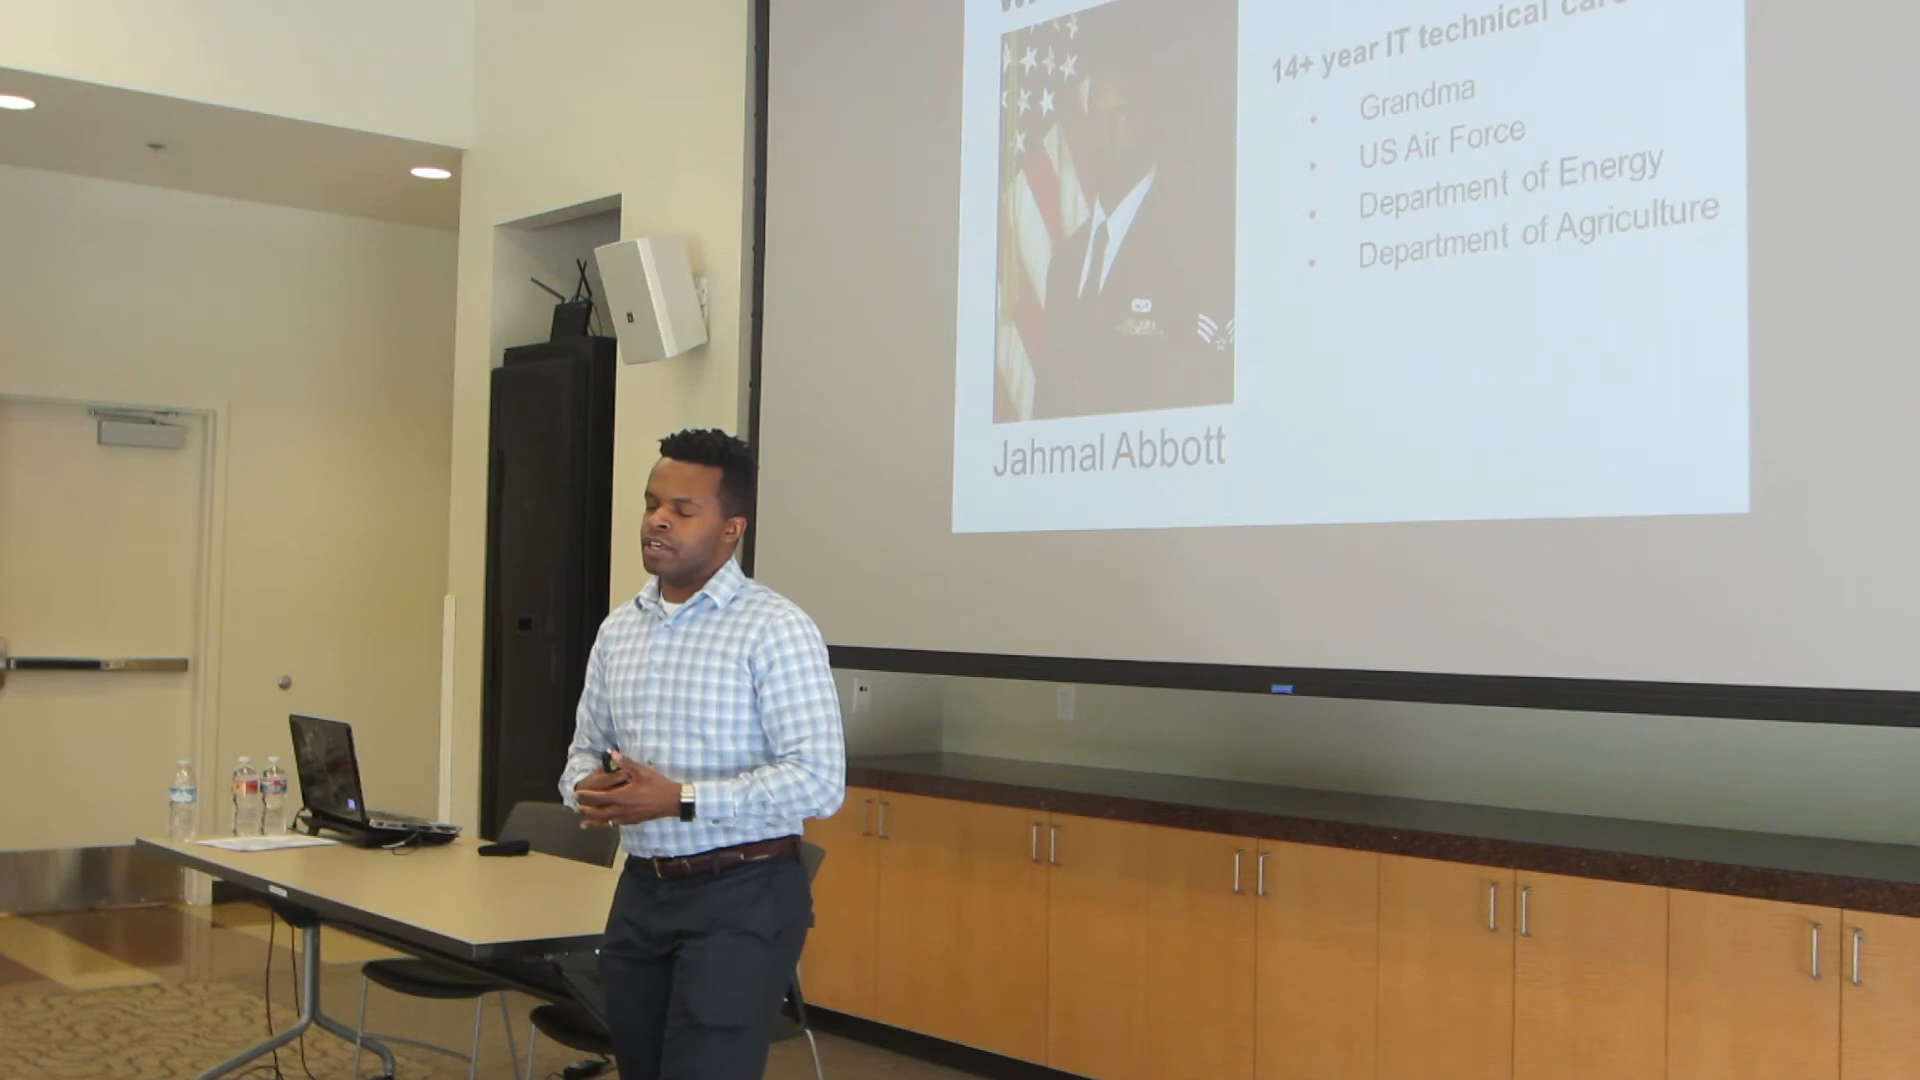 14+ year IT technical
Grandma
US Air Force
Department of Energy
Department of Agriculture
Jahmal Abbott